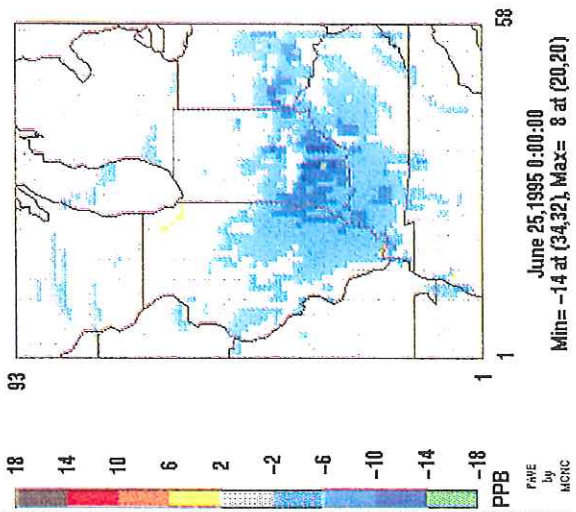 18
14
10
6
2
-2
-6
-10
-14
-18
PPB
PAVE
by
MCNC
93
1
1
58
June 25,1995 0:00:00
Min= -14 at (34,32), Max= 8 at (20,20)